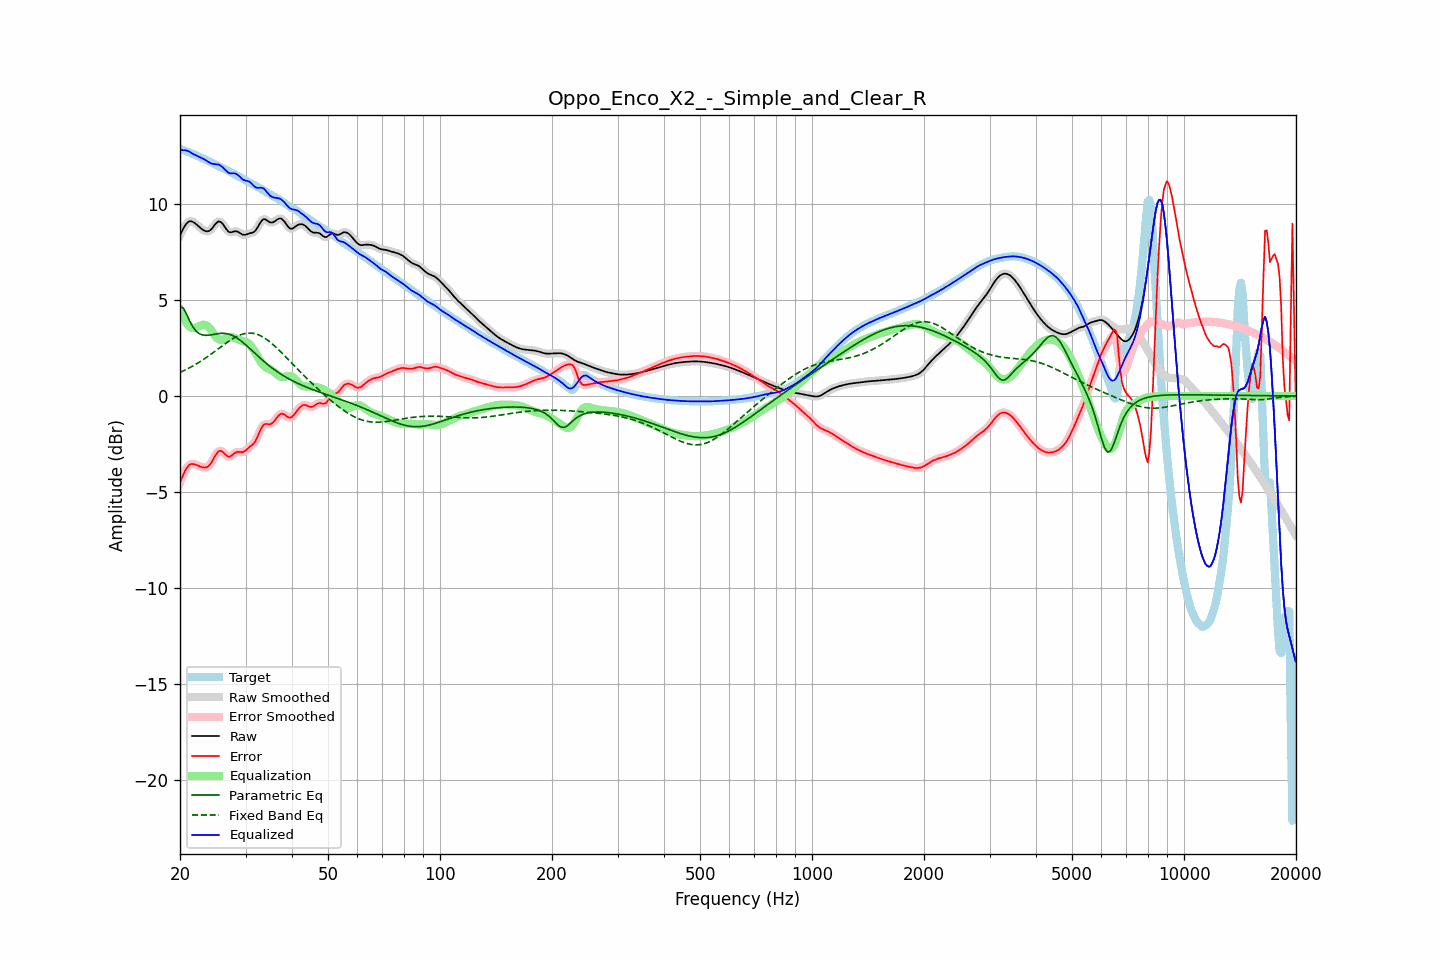 Oppo_Enco_X2_-_Simple_and_Clear_R
Amplitude (dBr)
10
5
0
−5
−10
−15
−20
Target
Raw Smoothed
Error Smoothed
Raw
Error
Equalization
Parametric Eq
Fixed Band Eq
Equalized
20 50 100 200 500 1000 2000 5000 10000 20000
Frequency (Hz)